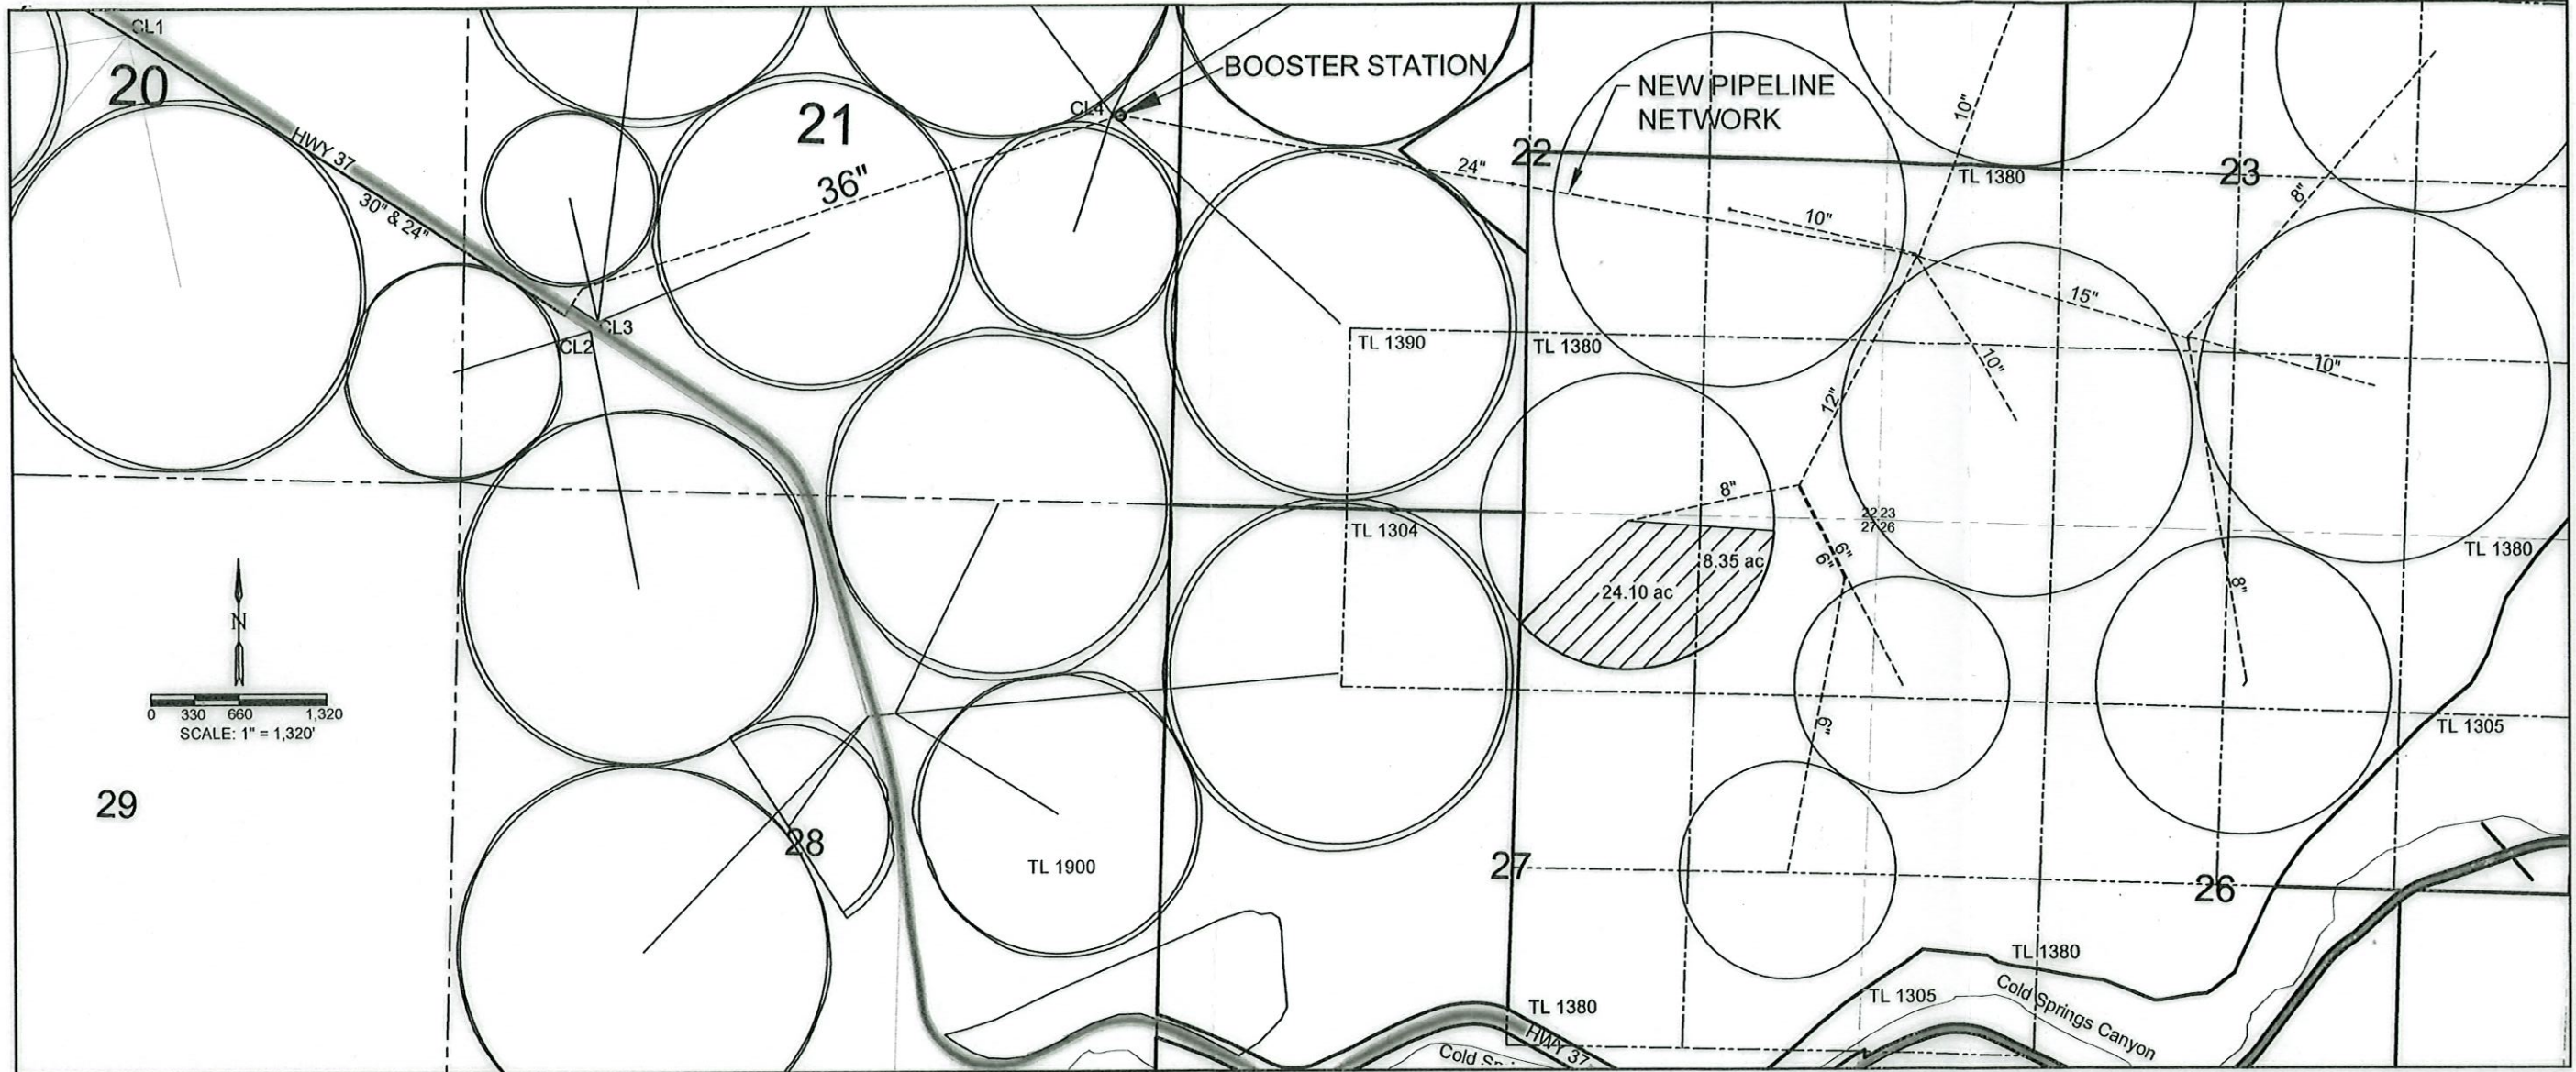 CL1
20
HWY 37
30" & 24"
21
36"
CL4
BOOSTER STATION
NEW PIPELINE
NETWORK
22
24"
10"
TL 1380
23
8"
10"
CL3
CL2
TL 1390
TL 1380
15"
10"
10"
12"
8"
22 23
27 26
TL 1304
6"
6"
8.35 ac
24.10 ac
TL 1380
8"
N
0 330 660 1,320
SCALE: 1" = 1,320'
6"
TL 1305
29
28
TL 1900
27
26
TL 1380
TL 1380
TL 1305
Cold Springs Canyon
HWY 37
Cold